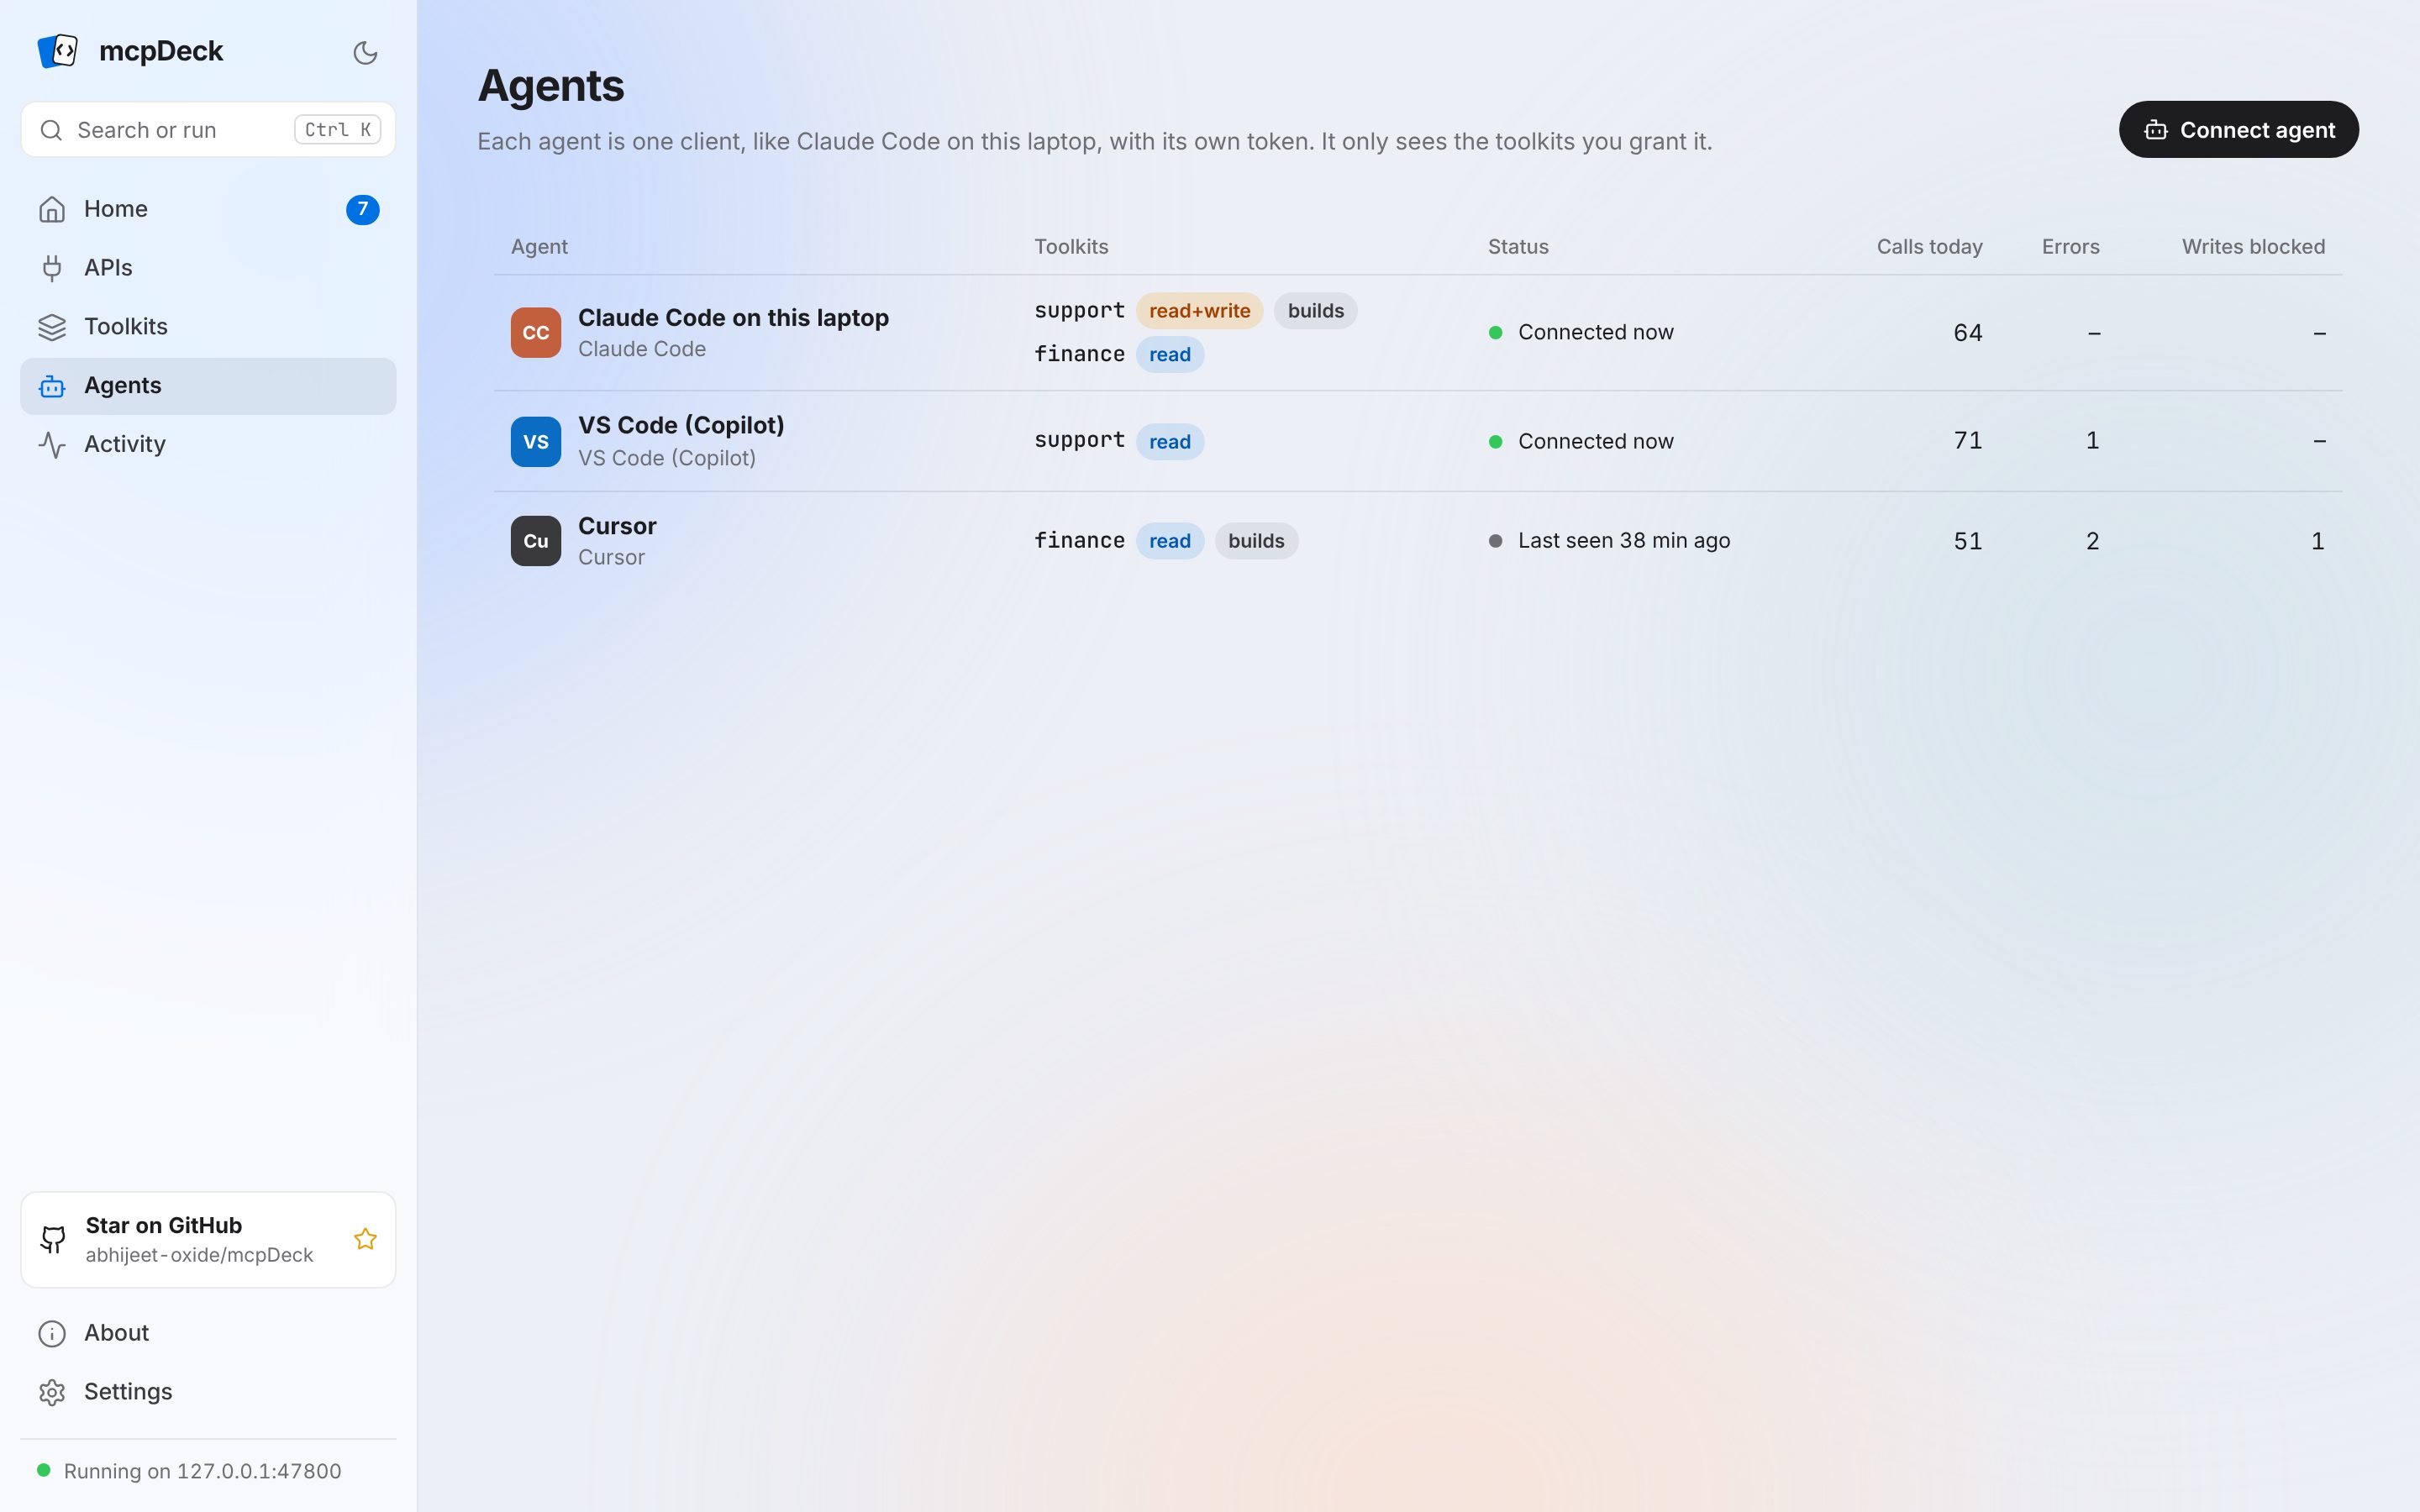 mcpDeck
Search or run Ctrl K
Home 7
APIs
Toolkits
Agents
Activity
Star on GitHub
abhijeet-oxide/mcpDeck
About
Settings
Running on 127.0.0.1:47800
Agents
Each agent is one client, like Claude Code on this laptop, with its own token. It only sees the toolkits you grant it.
Connect agent
Agent Toolkits Status Calls today Errors Writes blocked
CC Claude Code on this laptop
Claude Code
support read+write builds
finance read
Connected now 64 – –
VS VS Code (Copilot)
VS Code (Copilot)
support read
Connected now 71 1 –
Cu Cursor
Cursor
finance read builds
Last seen 38 min ago 51 2 1